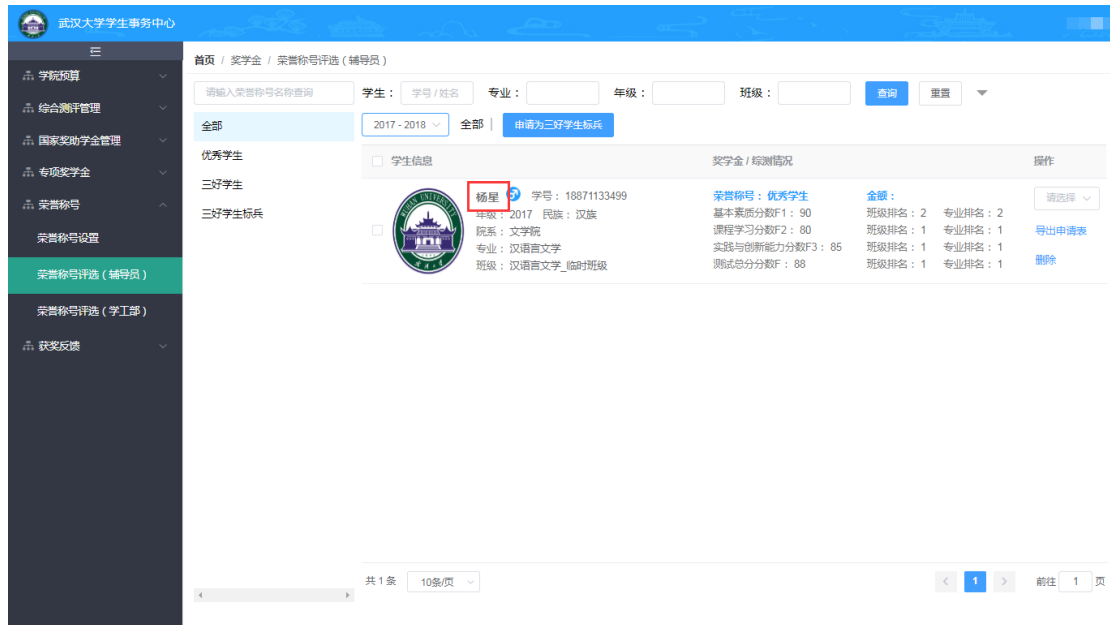 武汉大学学生事务中心
首页 / 奖学金 / 荣誉称号评选 ( 辅导员 )
学院预算
综合测评管理
国家奖助学金管理
专项奖学金
荣誉称号
荣誉称号设置
荣誉称号评选 ( 辅导员 )
荣誉称号评选 ( 学工部 )
获奖反馈
请输入荣誉称号名称查询
全部
优秀学生
三好学生
三好学生标兵
学生： 学号 / 姓名 专业： 年级： 班级： 查询 重置
2017 - 2018 全部 | 申请为三好学生标兵
学生信息 奖学金 / 综测情况 操作
杨星 学号： 18871133499
年级： 2017 民族： 汉族
院系： 文学院
专业： 汉语言文学
班级： 汉语言文学_临时班级
荣誉称号： 优秀学生 金额：
基本素质分数F1： 90 班级排名： 2 专业排名： 2
课程学习分数F2： 80 班级排名： 1 专业排名： 1
实践与创新能力分数F3： 85 班级排名： 1 专业排名： 1
测试总分分数F： 88 班级排名： 1 专业排名： 1
请选择
导出申请表
删除
共 1 条 10条/页 < 1 > 前往 1 页